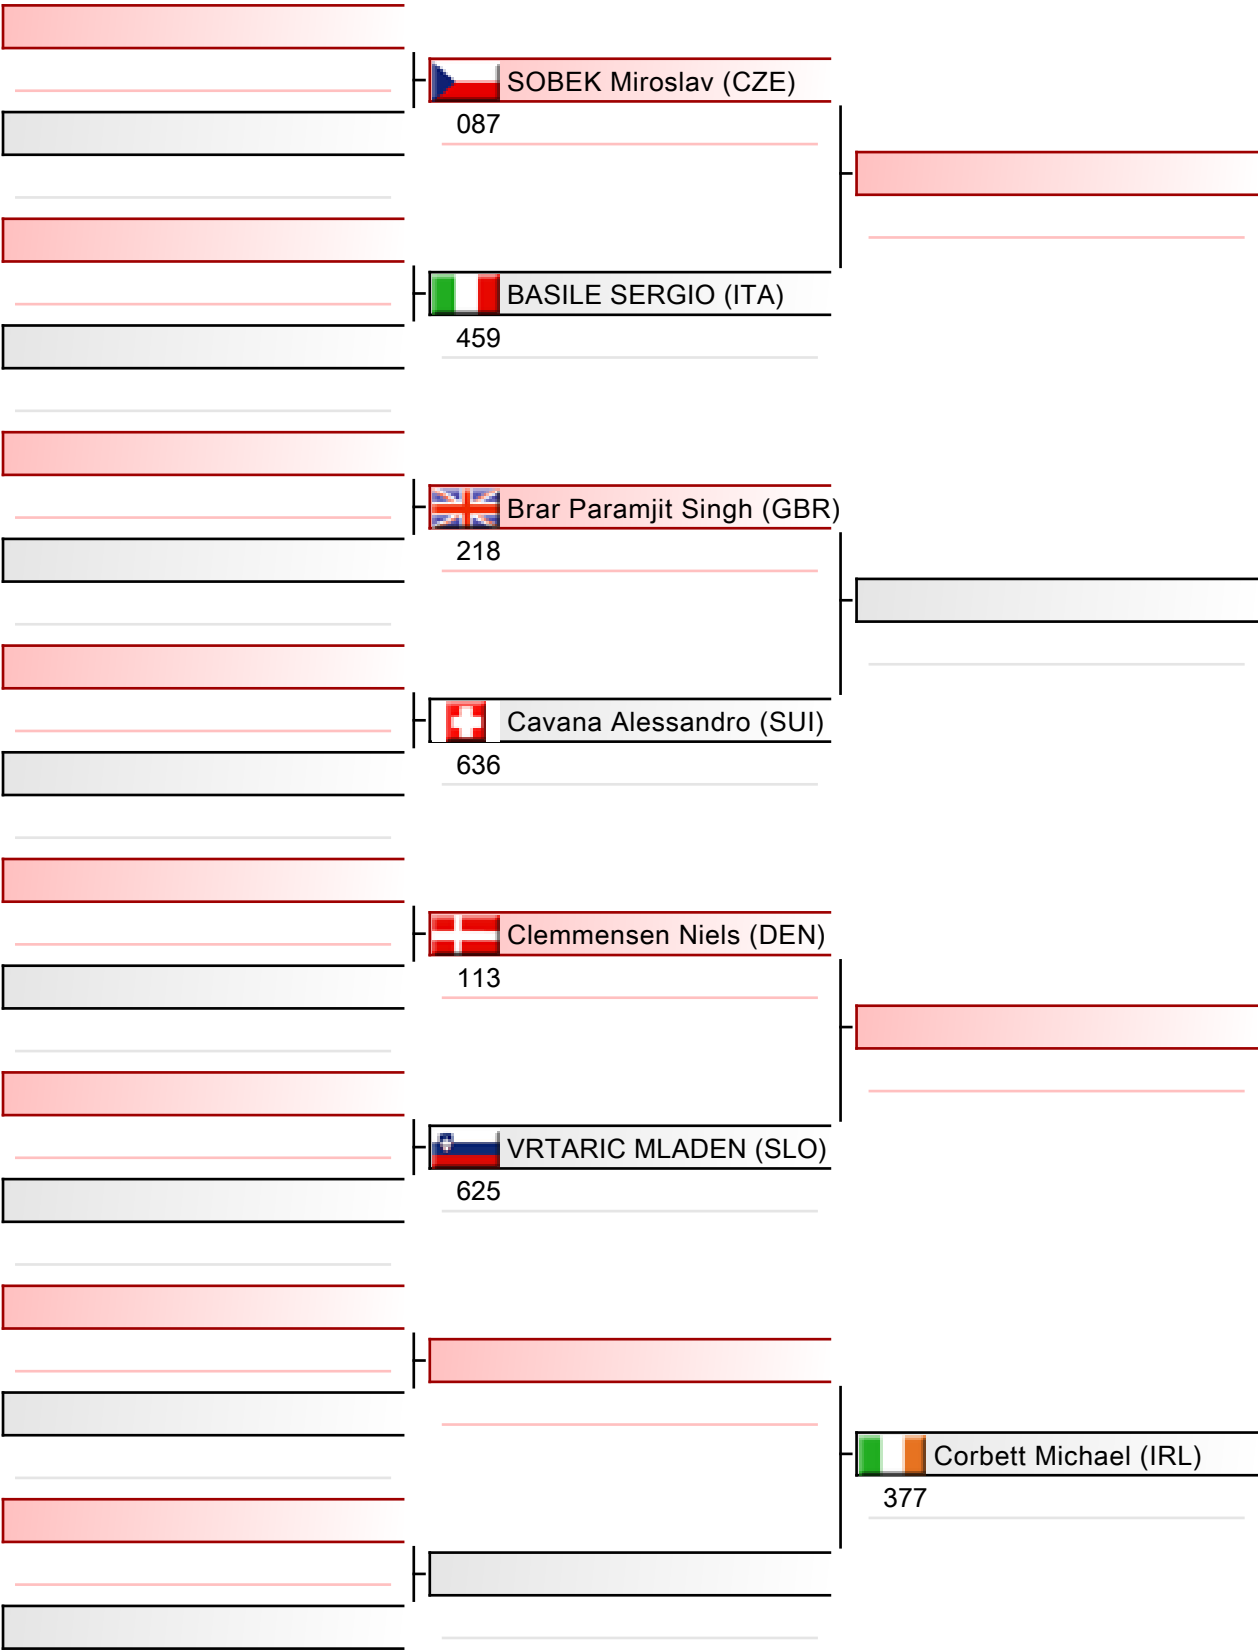 SOBEK Miroslav (CZE)
087
BASILE SERGIO (ITA)
459
Brar Paramjit Singh (GBR)
218
Cavana Alessandro (SUI)
636
Clemmensen Niels (DEN)
113
VRTARIC MLADEN (SLO)
625
Corbett Michael (IRL)
377